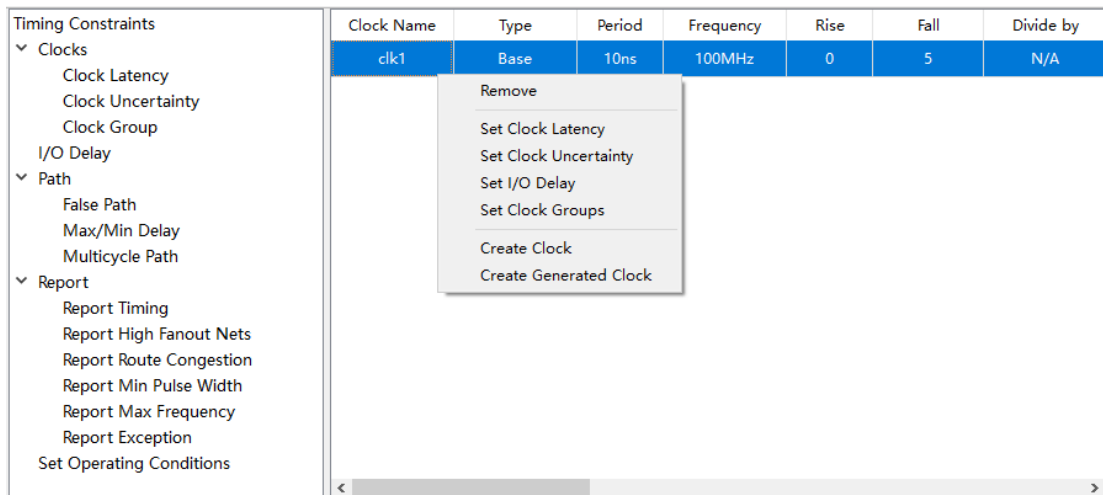 Timing Constraints
Clocks
Clock Latency
Clock Uncertainty
Clock Group
I/O Delay
Path
False Path
Max/Min Delay
Multicycle Path
Report
Report Timing
Report High Fanout Nets
Report Route Congestion
Report Min Pulse Width
Report Max Frequency
Report Exception
Set Operating Conditions
Clock Name Type Period Frequency Rise Fall Divide by
clk1 Base 10ns 100MHz 0 5 N/A
Remove
Set Clock Latency
Set Clock Uncertainty
Set I/O Delay
Set Clock Groups
Create Clock
Create Generated Clock